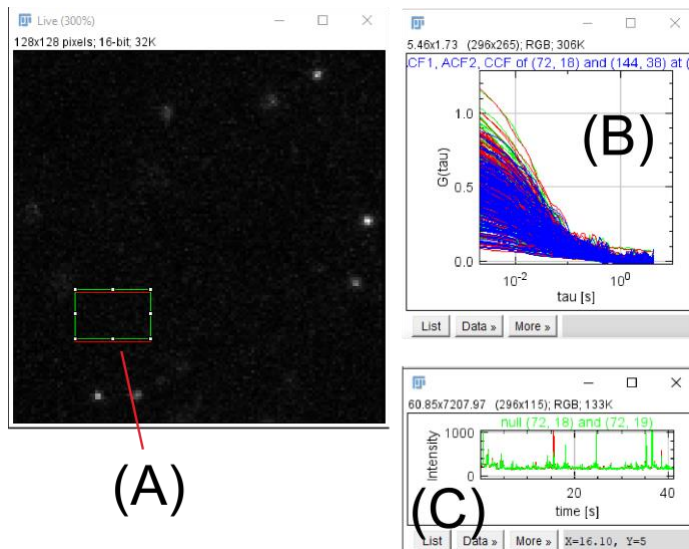 Live (300%)
128x128 pixels; 16-bit; 32K
(A)
5.46x1.73 (296x265); RGB; 306K
CF1, ACF2, CCF of (72, 18) and (144, 38) at (
(B)
G(tau)
1.0
0.5
0.0
10-2
100
tau [s]
List Data » More »
60.85x7207.97 (296x115); RGB; 133K
null (72, 18) and (72, 19)
Intensity
1000
0
20
40
time [s]
(C)
List Data » More » X=16.10, Y=5